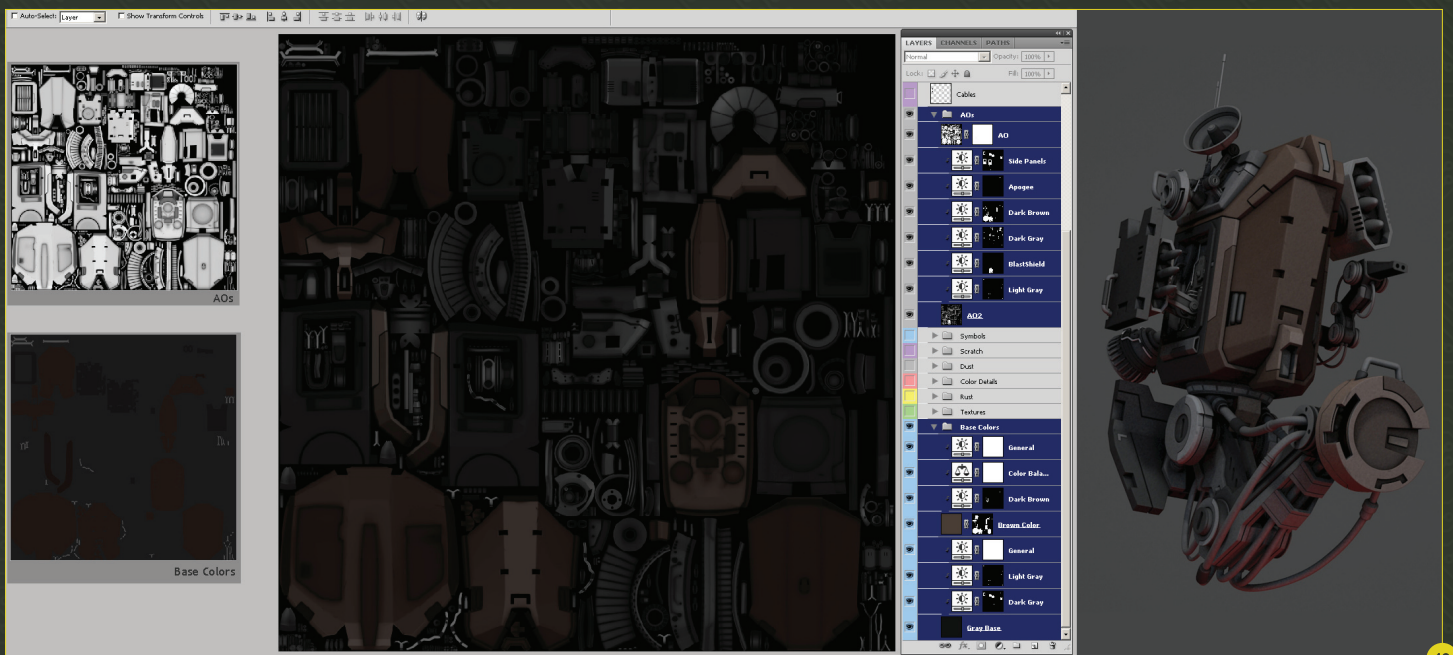 Auto-Select: Layer Show Transform Controls
AOs
Base Colors
LAYERS CHANNELS PATHS
Normal Opacity: 100%
Lock: Fill: 100%
Cables
AOs
AO
Side Panels
Apogee
Dark Brown
Dark Gray
BlastShield
Light Gray
AO2
Symbols
Scratch
Dust
Color Details
Rust
Textures
Base Colors
General
Color Bala...
Dark Brown
Brown Color
General
Light Gray
Dark Gray
Gray Base